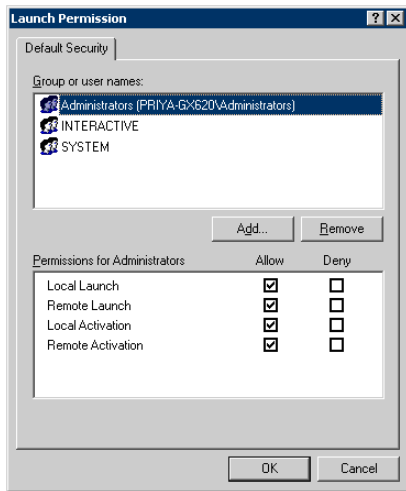 Launch Permission
Default Security
Group or user names:
Administrators (PRIYA-GX620\Administrators)
INTERACTIVE
SYSTEM
Add... Remove
Permissions for Administrators Allow Deny
Local Launch
Remote Launch
Local Activation
Remote Activation
OK Cancel